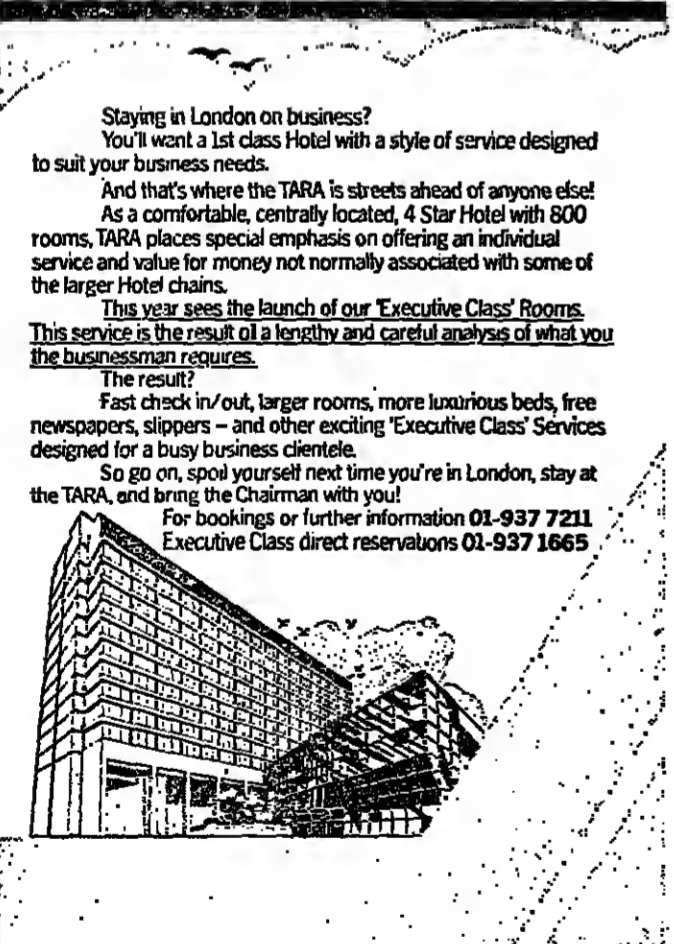 Staying in London on business?
You'll want a 1st class Hotel with a style of service designed
to suit your business needs.
And that's where the TARA is streets ahead of anyone else!
As a comfortable, centrally located, 4 Star Hotel with 800
rooms, TARA places special emphasis on offering an individual
service and value for money not normally associated with some of
the larger Hotel chains.
This year sees the launch of our 'Executive Class' Rooms.
This service is the result of a lengthy and careful analysis of what you
the businessman requires.
The result?
Fast check in/out, larger rooms, more luxurious beds, free
newspapers, slippers – and other exciting 'Executive Class' Services
designed for a busy business clientele.
So go on, spoil yourself next time you're in London, stay at
the TARA, and bring the Chairman with you!
For bookings or further information 01-937 7211
Executive Class direct reservations 01-937 1665